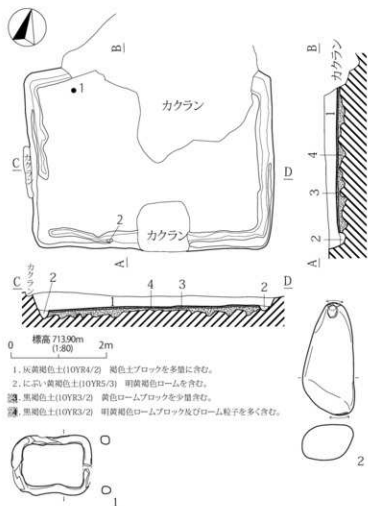 B
B
カクラン
1
カクラン
1
4
C
カクラン
D
3
2
カクラン
2
A
A
C
カクラン
D
2
4
3
2
標高 713.90m
0 (1:80) 2m
1. 灰黄褐色土(10YR4/2) 褐色土ブロックを多量に含む。
2. にぶい黄褐色土(10YR5/3) 明黄褐色ロームを含む。
3. 黒褐色土(10YR3/2) 黄色ロームブロックを少量含む。
4. 黒褐色土(10YR3/2) 明黄褐色ロームブロック及びローム粒子を多く含む。
1
2